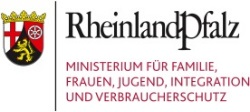 RheinlandPfalz
MINISTERIUM FÜR FAMILIE,
FRAUEN, JUGEND, INTEGRATION
UND VERBRAUCHERSCHUTZ